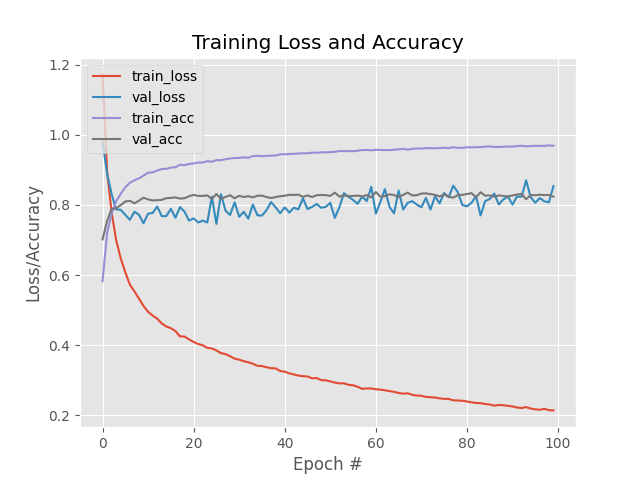 Training Loss and Accuracy
train_loss
val_loss
train_acc
val_acc
Loss/Accuracy
1.2
1.0
0.8
0.6
0.4
0.2
0 20 40 60 80 100
Epoch #